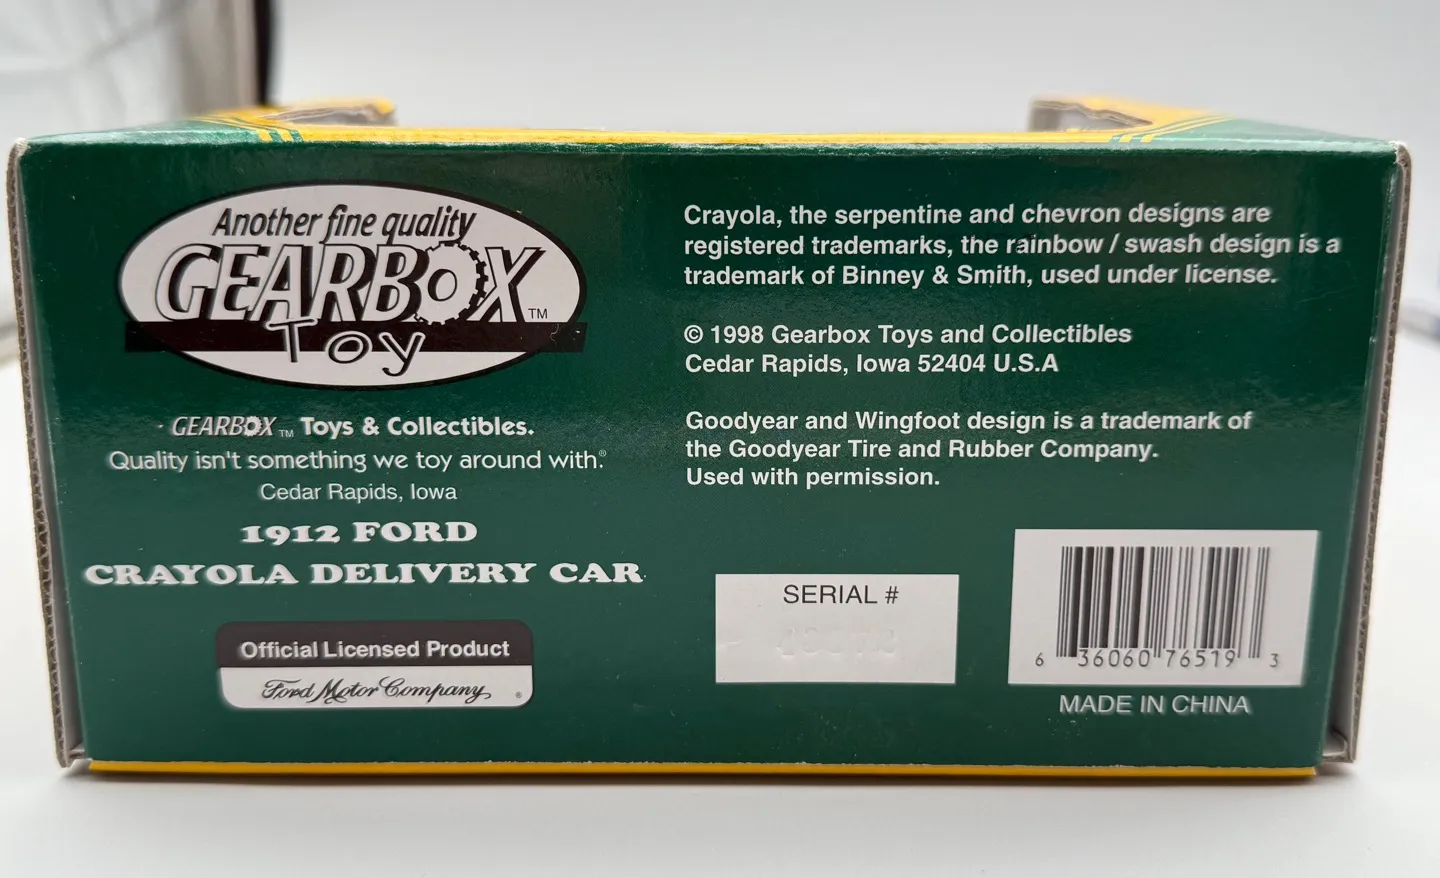 Another fine quality
GEARBOX TM
Toy
GEARBOX TM Toys & Collectibles.
Quality isn't something we toy around with.®
Cedar Rapids, Iowa
1912 FORD
CRAYOLA DELIVERY CAR
Official Licensed Product
Ford Motor Company ®
Crayola, the serpentine and chevron designs are
registered trademarks, the rainbow / swash design is a
trademark of Binney & Smith, used under license.
© 1998 Gearbox Toys and Collectibles
Cedar Rapids, Iowa 52404 U.S.A
Goodyear and Wingfoot design is a trademark of
the Goodyear Tire and Rubber Company.
Used with permission.
SERIAL #
6 36060 76519 3
MADE IN CHINA